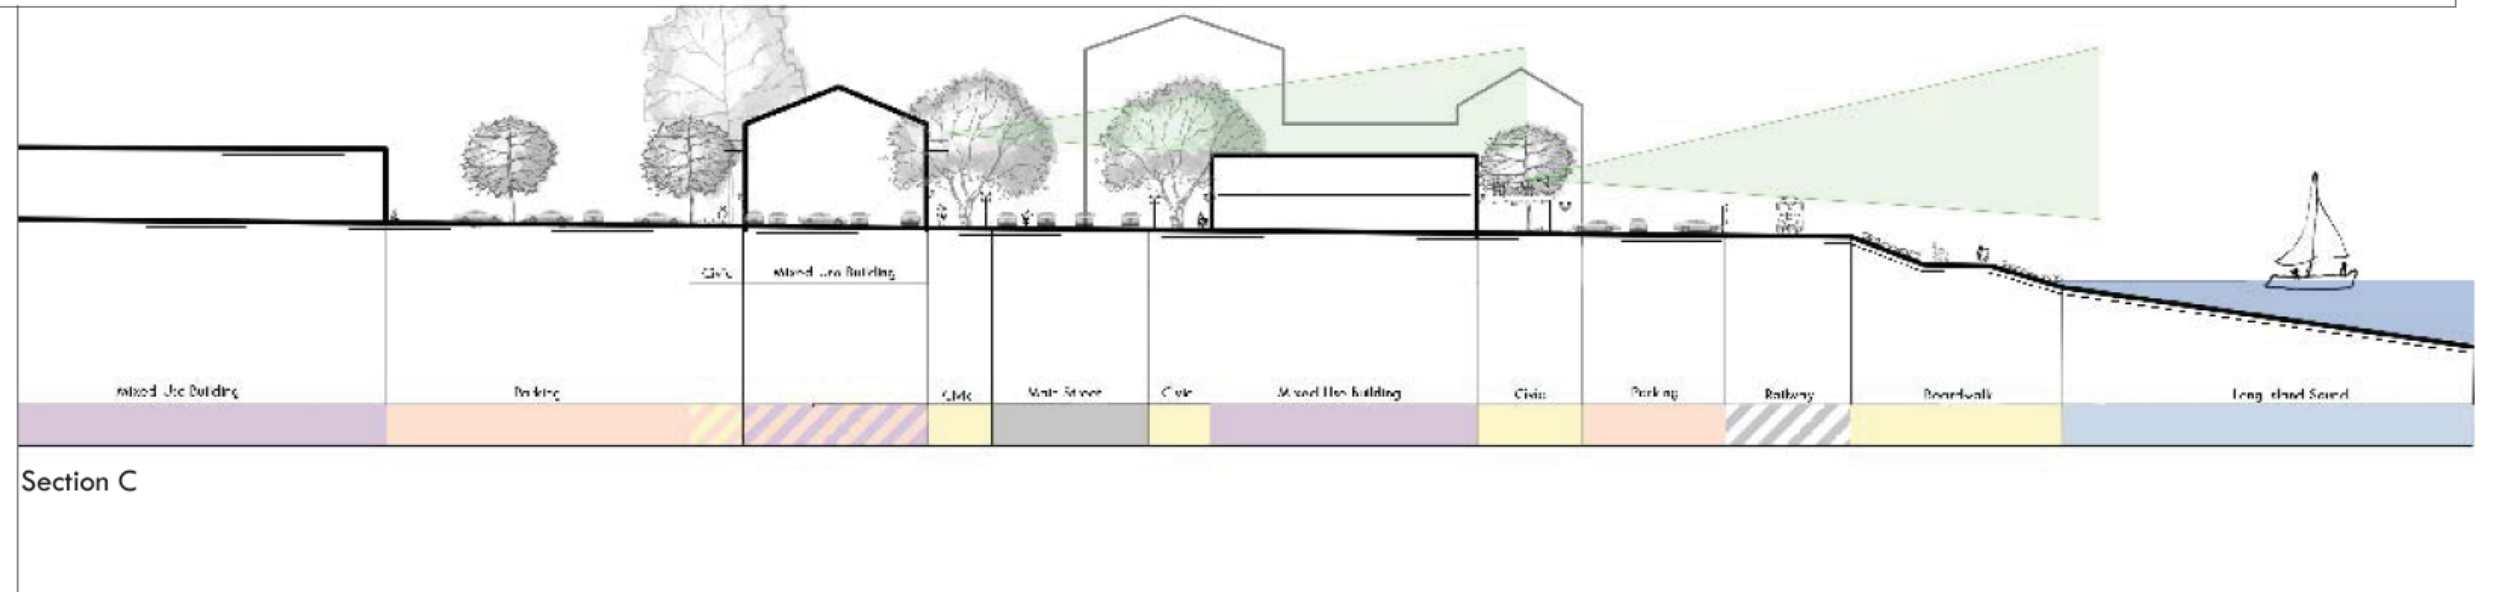 Civic Mixed Use Building
Mixed Use Building Parking Civic Main Street Civic Mixed Use Building Civic Parking Railway Boardwalk Long Island Sound
Section C